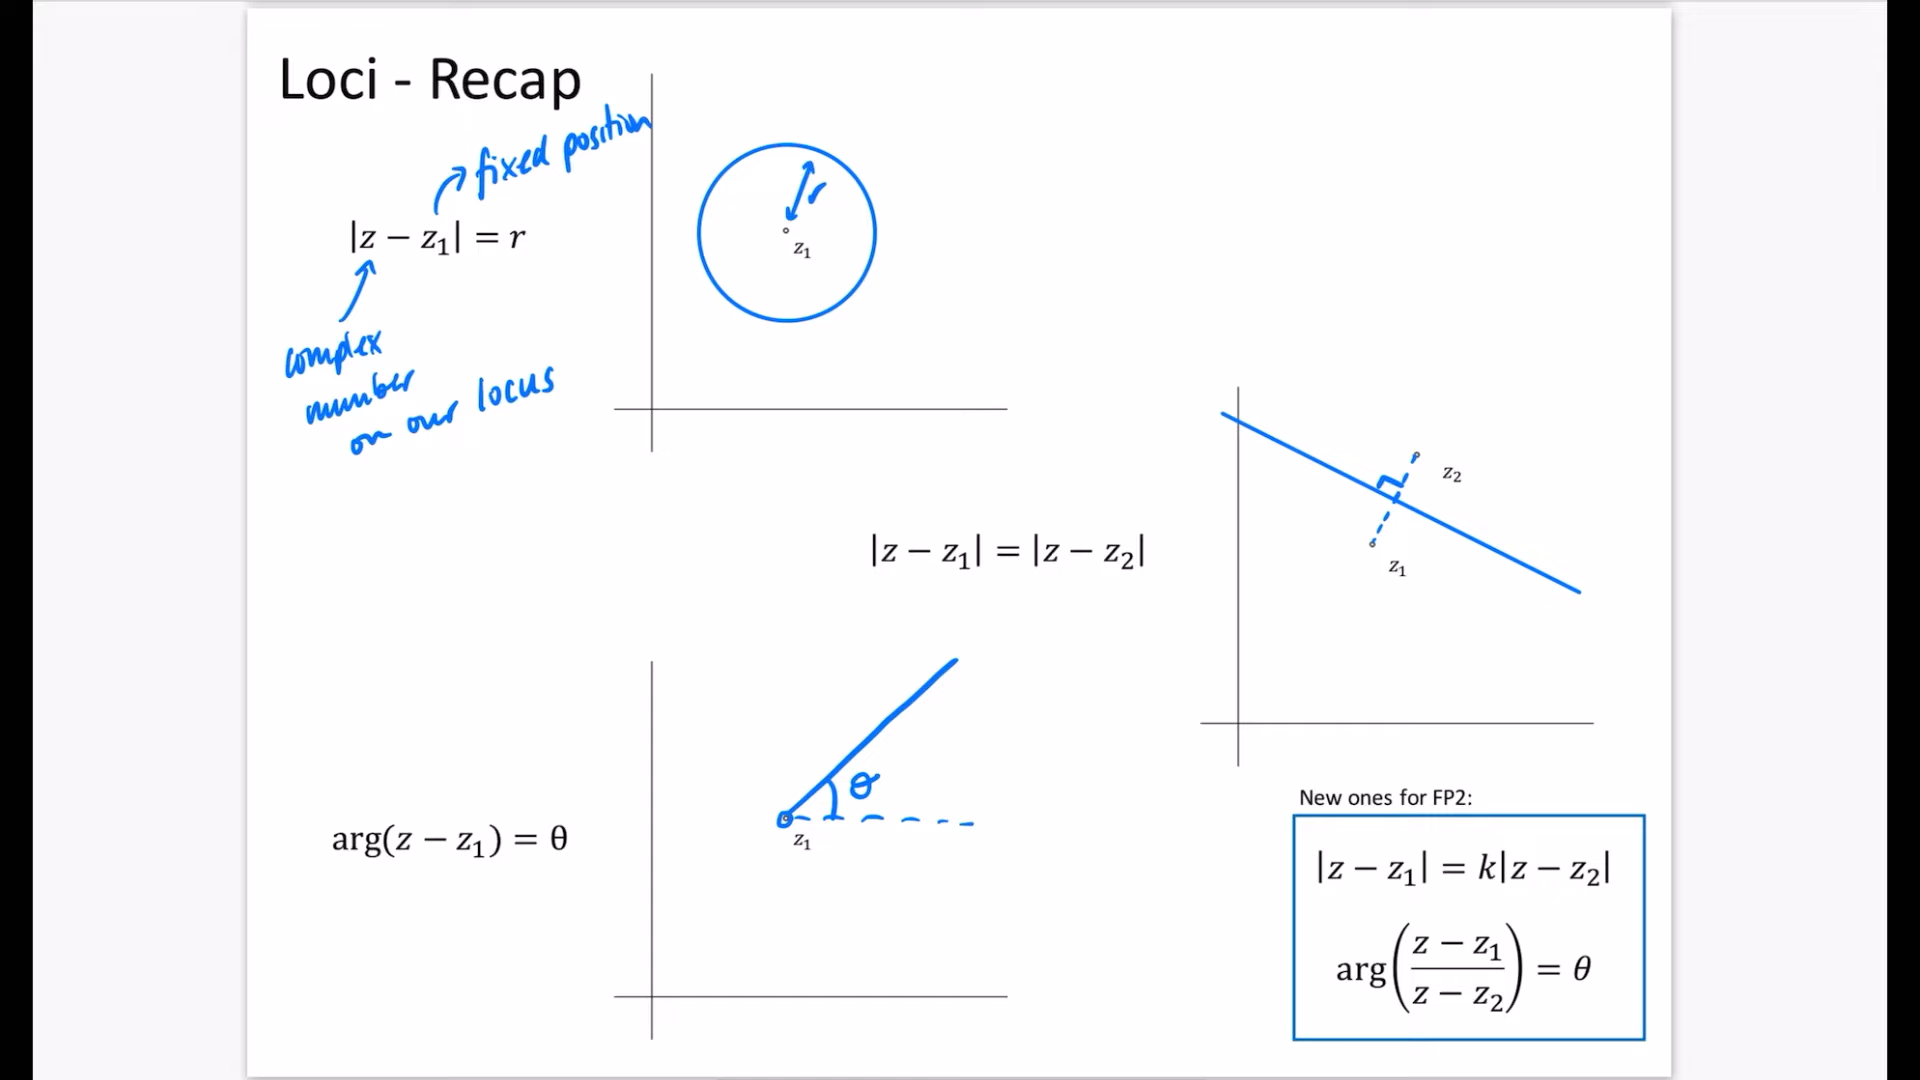 Loci - Recap
fixed position
|z − z₁| = r
r
z₁
complex
number
on our locus
z₂
|z − z₁| = |z − z₂|
z₁
θ
arg(z − z₁) = θ
z₁
New ones for FP2:
|z − z₁| = k|z − z₂|
arg((z − z₁)/(z − z₂)) = θ